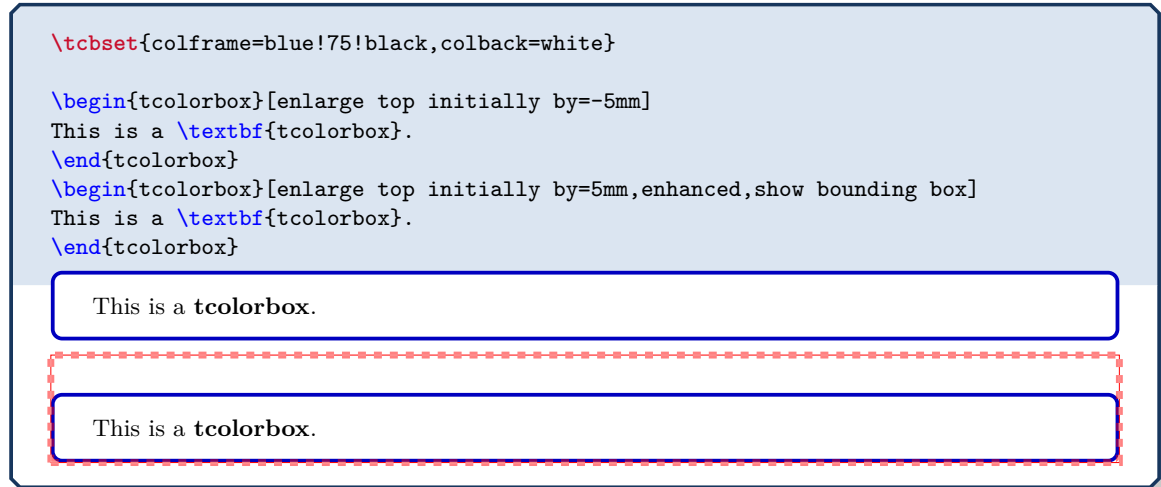 \tcbset{colframe=blue!75!black,colback=white}
\begin{tcolorbox}[enlarge top initially by=-5mm]
This is a \textbf{tcolorbox}.
\end{tcolorbox}
\begin{tcolorbox}[enlarge top initially by=5mm,enhanced,show bounding box]
This is a \textbf{tcolorbox}.
\end{tcolorbox}
This is a tcolorbox.
This is a tcolorbox.